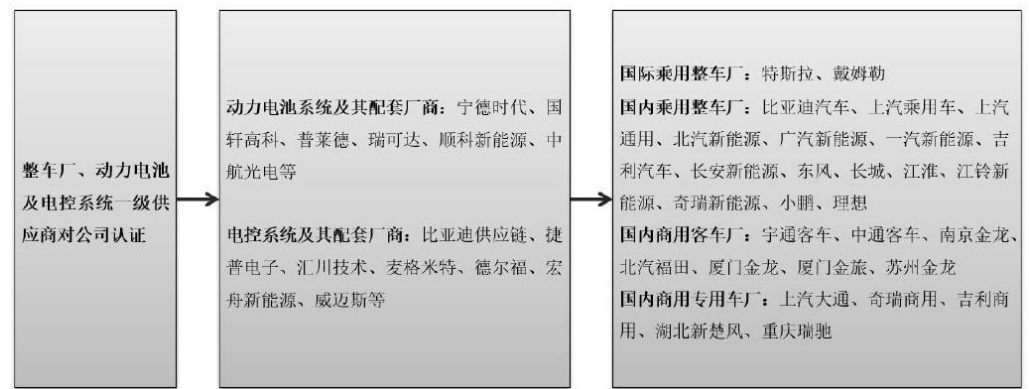 整车厂、动力电池
及电控系统一级供
应商对公司认证
动力电池系统及其配套厂商：宁德时代、国
轩高科、普莱德、瑞可达、顺科新能源、中
航光电等
电控系统及其配套厂商：比亚迪供应链、捷
普电子、汇川技术、麦格米特、德尔福、宏
舟新能源、威迈斯等
国际乘用整车厂：特斯拉、戴姆勒
国内乘用整车厂：比亚迪汽车、上汽乘用车、上汽
通用、北汽新能源、广汽新能源、一汽新能源、吉
利汽车、长安新能源、东风、长城、江淮、江铃新
能源、奇瑞新能源、小鹏、理想
国内商用客车厂：宇通客车、中通客车、南京金龙、
北汽福田、厦门金龙、厦门金旅、苏州金龙
国内商用专用车厂：上汽大通、奇瑞商用、吉利商
用、湖北新楚风、重庆瑞驰